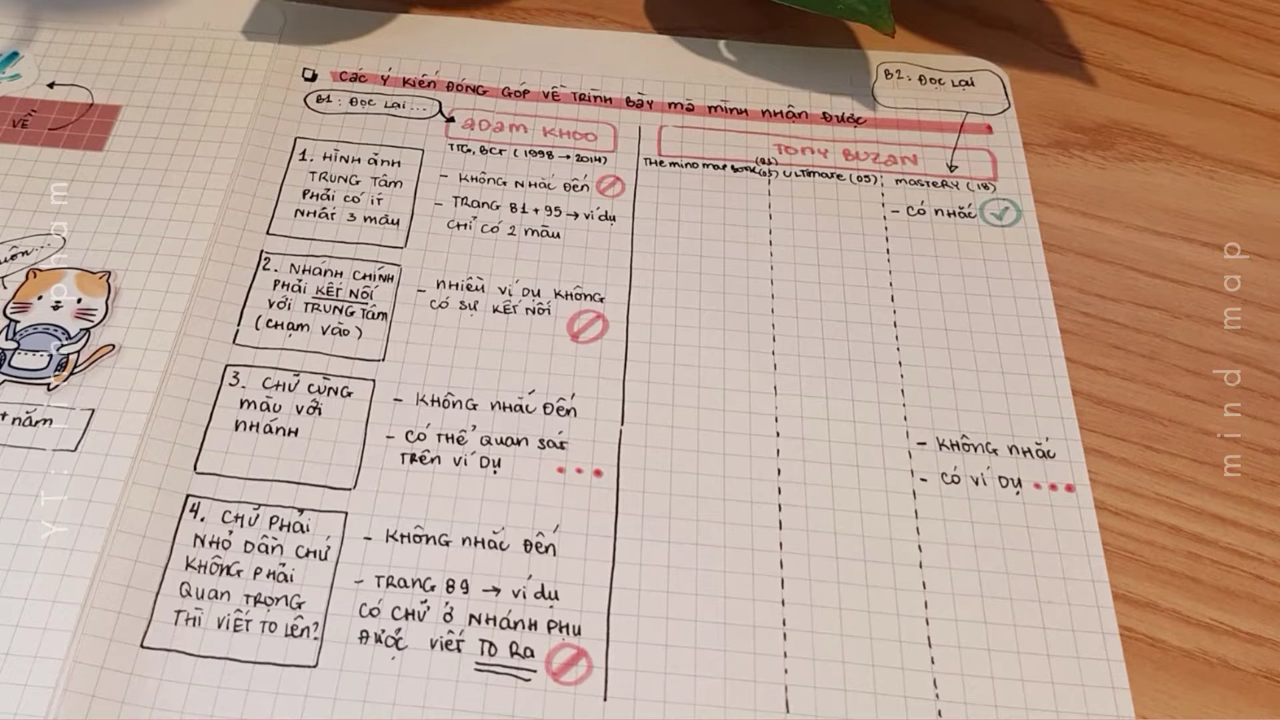 Các ý kiến đóng góp về trình bày mà mình nhận được
B1: Đọc lại...
B2: Đọc lại
ADAM KHOO
TTG, BCT (1998 → 2014)
TONY BUZAN
THE mind map book (93)
(05)
ULTIMATE (05)
MASTERY (18)
1. Hình ảnh
trung tâm
phải có ít
nhất 3 màu
- Không nhắc đến
- Trang 81 + 95 → ví dụ
chỉ có 2 màu
- Có nhắc
2. Nhánh chính
phải kết nối
với trung tâm
(chạm vào)
- Nhiều ví dụ không
có sự kết nối
3. Chữ cùng
màu với
nhánh
- Không nhắc đến
- Có thể quan sát
trên ví dụ
- Không nhắc
- Có ví dụ
4. Chữ phải
nhỏ dần chứ
không phải
quan trọng
thì viết to lên?
- Không nhắc đến
- Trang 89 → ví dụ
có chữ ở nhánh phụ
được viết to ra
VỀ
năm
mind map